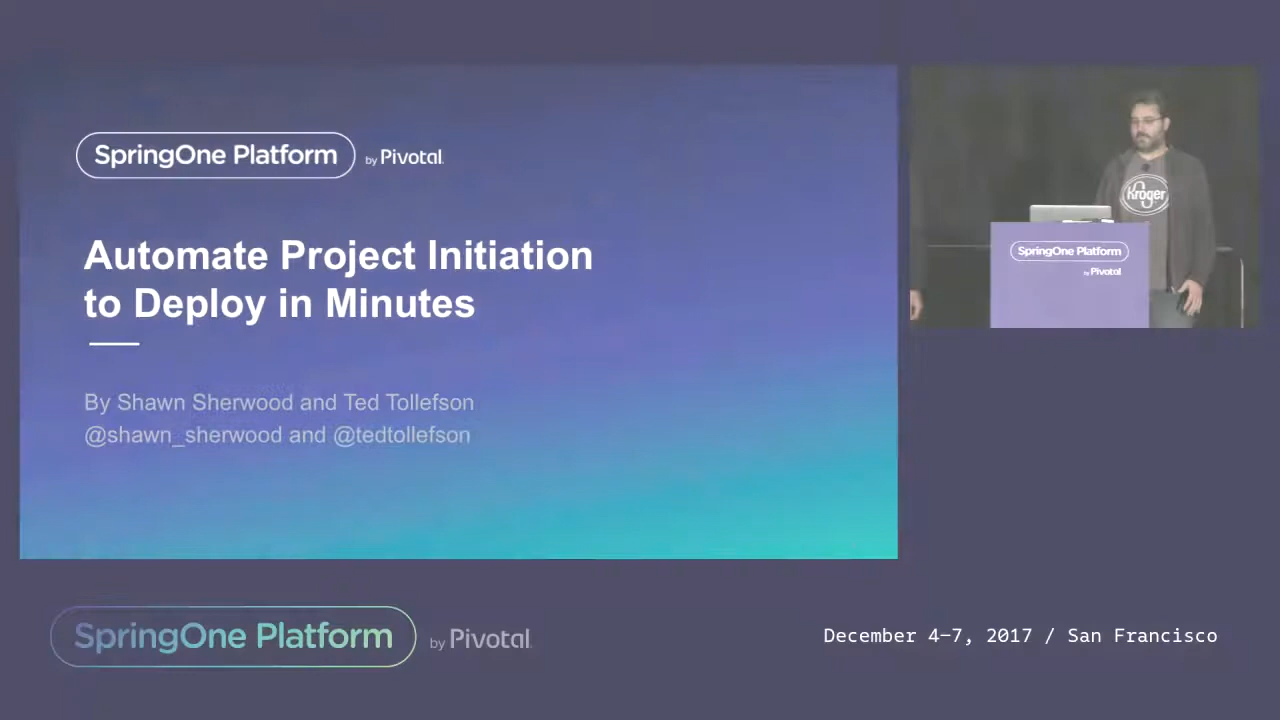 SpringOne Platform by Pivotal
Automate Project Initiation
to Deploy in Minutes
By Shawn Sherwood and Ted Tollefson
@shawn_sherwood and @tedtollefson
Kroger
SpringOne Platform
by Pivotal
SpringOne Platform by Pivotal
December 4–7, 2017 / San Francisco